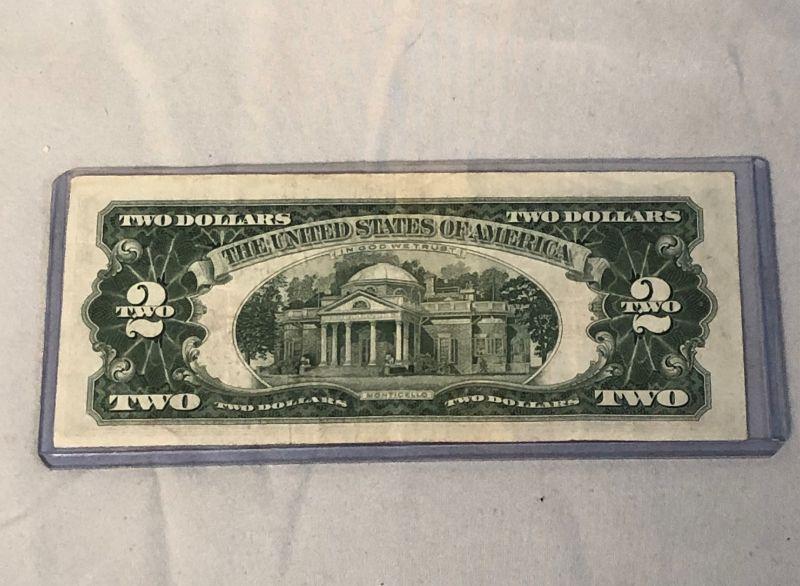 TWO DOLLARS TWO DOLLARS
THE UNITED STATES OF AMERICA
IN GOD WE TRUST
2 TWO
2 TWO
MONTICELLO
TWO TWO DOLLARS TWO DOLLARS TWO